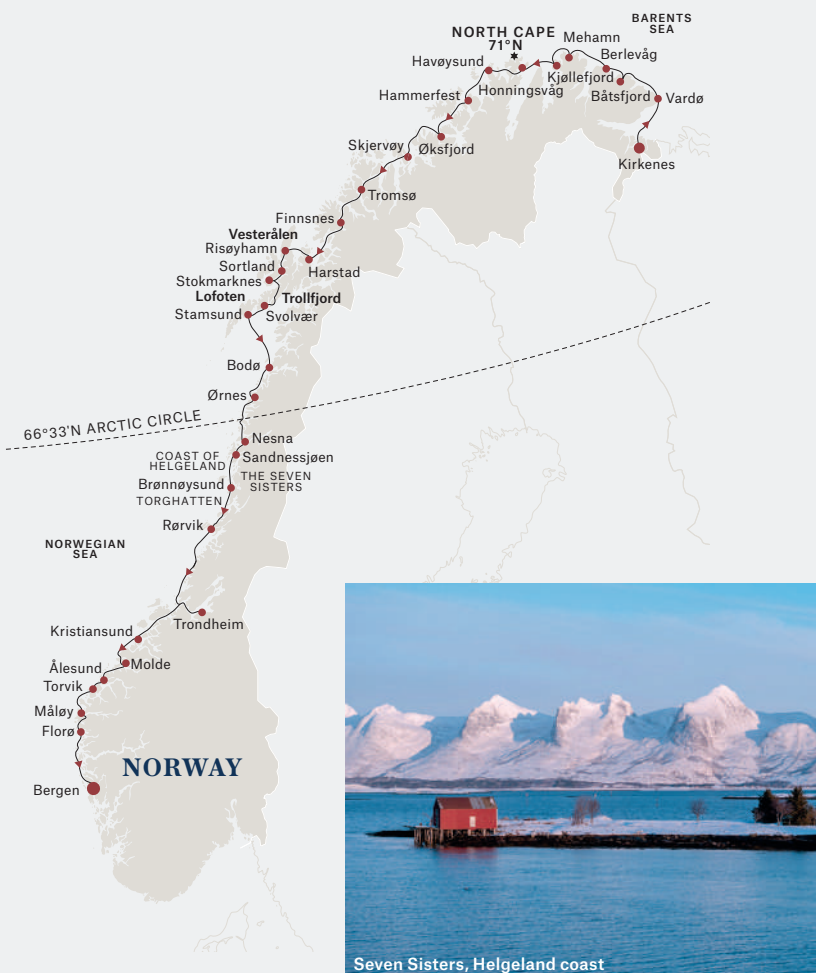 BARENTS
SEA
NORTH CAPE
71°N
Mehamn
Havøysund
Berlevåg
Kjøllefjord
Hammerfest
Honningsvåg
Båtsfjord
Vardø
Skjervøy
Øksfjord
Kirkenes
Tromsø
Finnsnes
Vesterålen
Risøyhamn
Sortland
Harstad
Stokmarknes
Lofoten
Trollfjord
Stamsund
Svolvær
Bodø
Ørnes
66°33'N ARCTIC CIRCLE
Nesna
COAST OF
HELGELAND
Sandnessjøen
Brønnøysund
THE SEVEN
SISTERS
TORGHATTEN
Rørvik
NORWEGIAN
SEA
Trondheim
Kristiansund
Molde
Ålesund
Torvik
Måløy
Florø
NORWAY
Bergen
Seven Sisters, Helgeland coast